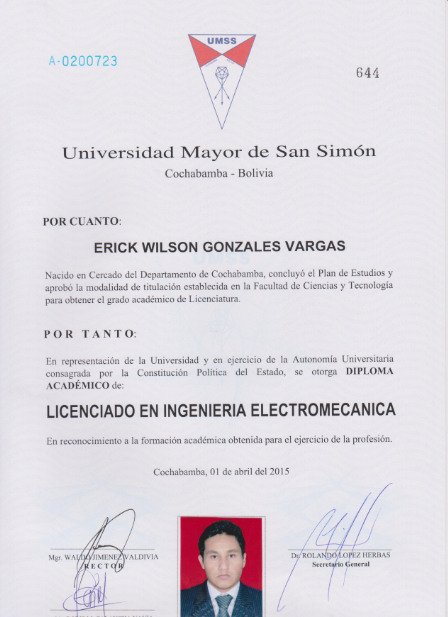 UMSS
A-0200723
644
Universidad Mayor de San Simón
Cochabamba - Bolivia
POR CUANTO:
ERICK WILSON GONZALES VARGAS
Nacido en Cercado del Departamento de Cochabamba, concluyó el Plan de Estudios y
aprobó la modalidad de titulación establecida en la Facultad de Ciencias y Tecnología
para obtener el grado académico de Licenciatura.
POR TANTO:
En representación de la Universidad y en ejercicio de la Autonomía Universitaria
consagrada por la Constitución Política del Estado, se otorga DIPLOMA
ACADÉMICO de:
LICENCIADO EN INGENIERIA ELECTROMECANICA
En reconocimiento a la formación académica obtenida para el ejercicio de la profesión.
Cochabamba, 01 de abril del 2015
Mgr. WALDO JIMENEZ VALDIVIA
RECTOR
Dr. ROLANDO LOPEZ HERBAS
Secretario General